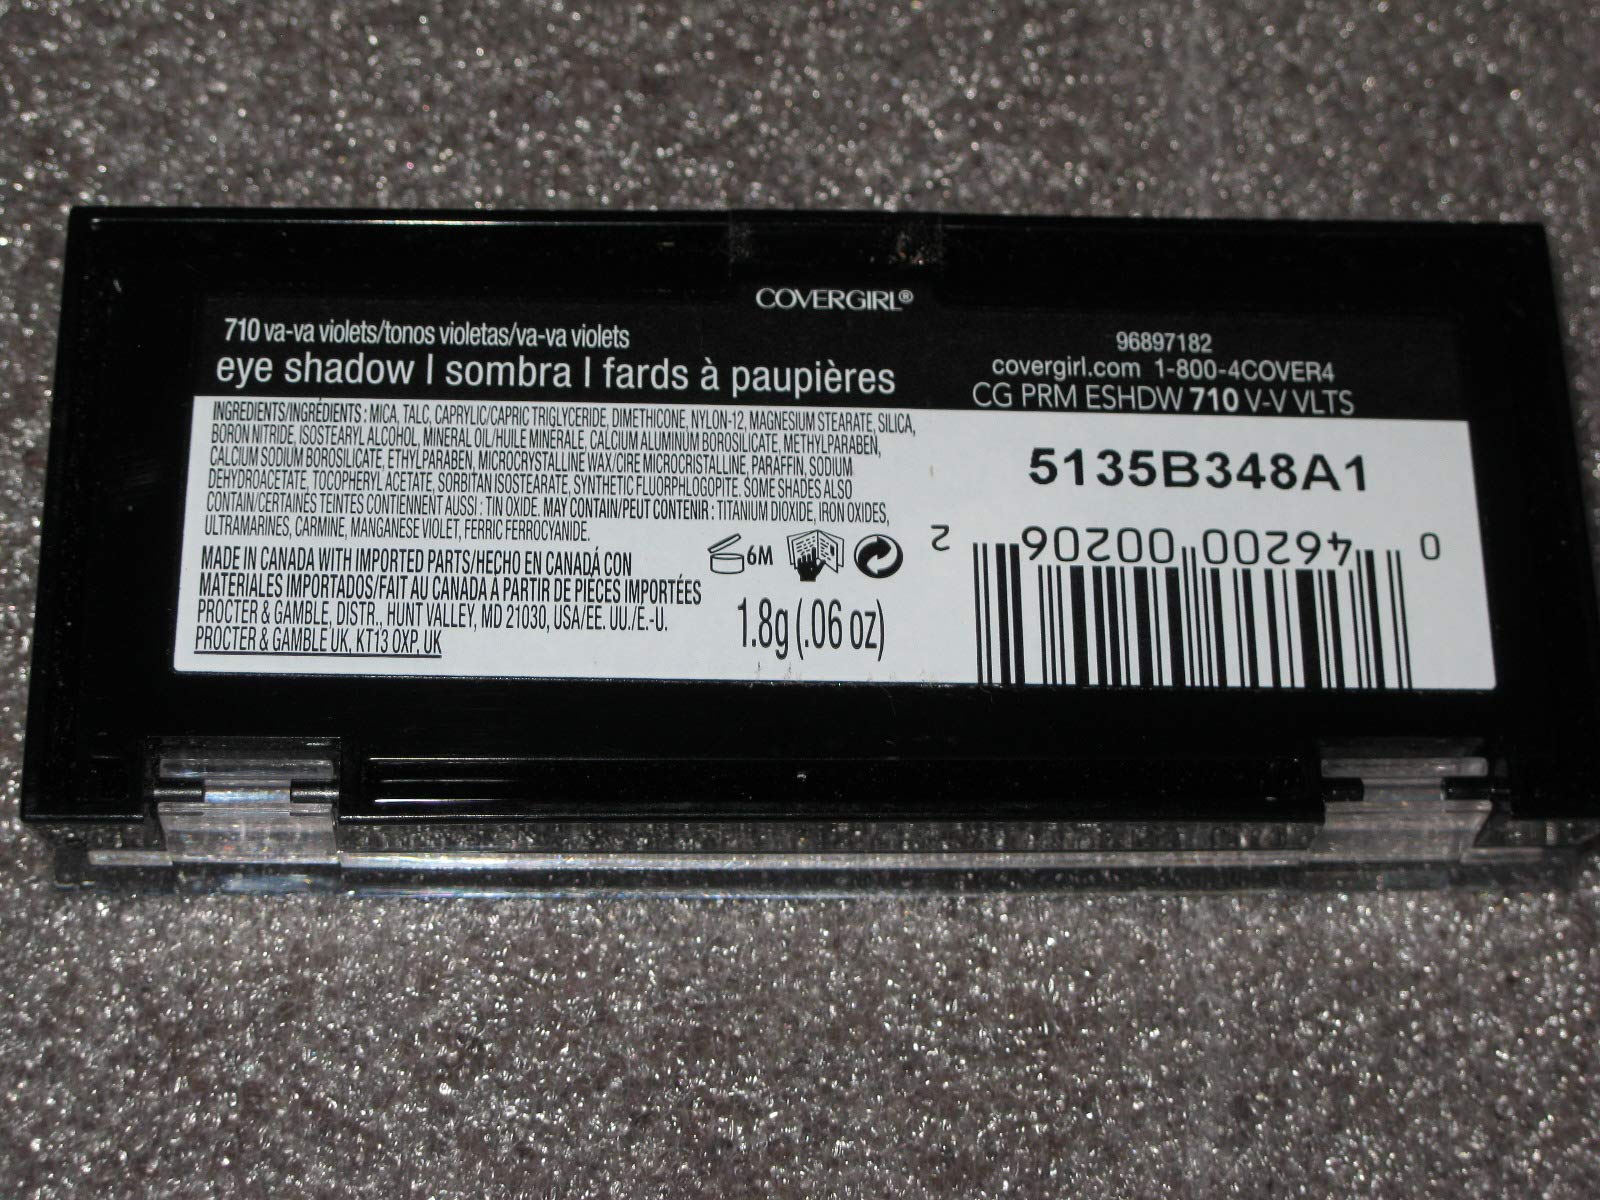 COVERGIRL®
710 va-va violets/tonos violetas/va-va violets
eye shadow | sombra | fards à paupières
96897182
covergirl.com 1-800-4COVER4
CG PRM ESHDW 710 V-V VLTS
INGREDIENTS/INGRÉDIENTS : MICA, TALC, CAPRYLIC/CAPRIC TRIGLYCERIDE, DIMETHICONE, NYLON-12, MAGNESIUM STEARATE, SILICA,
BORON NITRIDE, ISOSTEARYL ALCOHOL, MINERAL OIL/HUILE MINERALE, CALCIUM ALUMINUM BOROSILICATE, METHYLPARABEN,
CALCIUM SODIUM BOROSILICATE, ETHYLPARABEN, MICROCRYSTALLINE WAX/CIRE MICROCRISTALLINE, PARAFFIN, SODIUM
DEHYDROACETATE, TOCOPHERYL ACETATE, SORBITAN ISOSTEARATE, SYNTHETIC FLUORPHLOGOPITE. SOME SHADES ALSO
CONTAIN/CERTAINES TEINTES CONTIENNENT AUSSI : TIN OXIDE. MAY CONTAIN/PEUT CONTENIR : TITANIUM DIOXIDE, IRON OXIDES,
ULTRAMARINES, CARMINE, MANGANESE VIOLET, FERRIC FERROCYANIDE.
MADE IN CANADA WITH IMPORTED PARTS/HECHO EN CANADÁ CON
MATERIALES IMPORTADOS/FAIT AU CANADA À PARTIR DE PIÈCES IMPORTÉES
PROCTER & GAMBLE, DISTR., HUNT VALLEY, MD 21030, USA/EE. UU./É.-U.
PROCTER & GAMBLE UK, KT13 0XP, UK
6M
1.8g (.06 oz)
5135B348A1
0 46200 00206 2